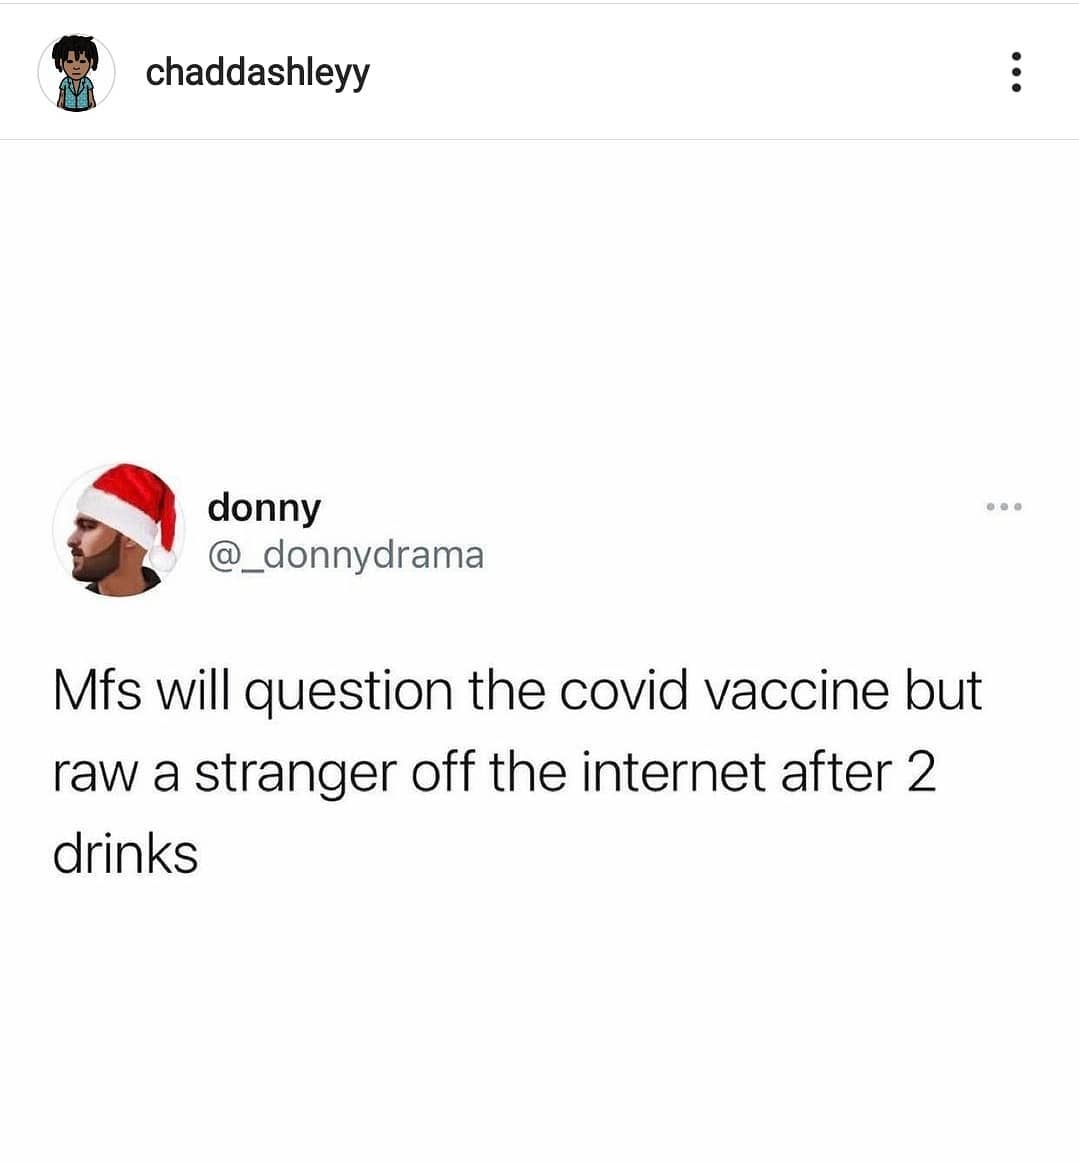 chaddashleyy
donny
@_donnydrama
Mfs will question the covid vaccine but
raw a stranger off the internet after 2
drinks